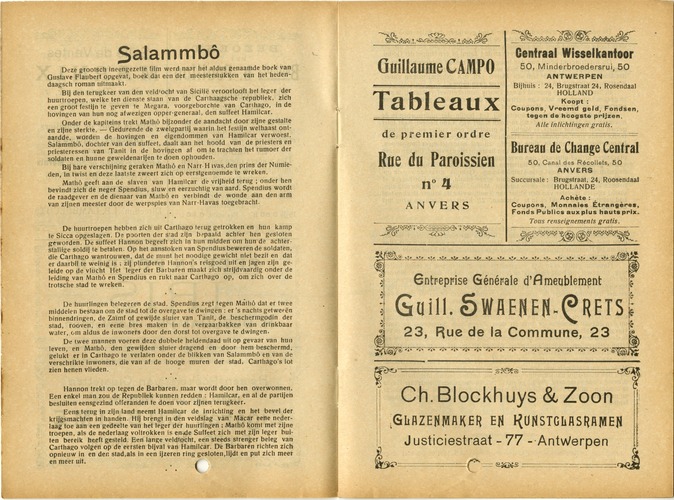 Salammbô
Deze grootsch ineengezette film werd naar het aldus genaamde boek van
Gustave Flaubert opgevat, boek dat een der meesterstukken van het heden-
daagsch roman uitmaakt.
Bij den terugkeer van den veldtocht van Sicilië veroorlooft het leger der
huurtroepen, welke ten dienste staan van de Carthaagsche republiek, zich
een groot festijn te geven te Megara, voorgeborchte van Carthago, in de
hovingen van hun nog afwezigen opper-generaal, den suffeet Hamilcar.
Onder de kapiteins trekt Mathô bijzonder de aandacht door zijne gestalte
en zijne sterkte. — Gedurende de zwelgpartij waarin het festijn welhaast ont-
aardde, worden de hovingen en eigendommen van Hamilcar verwoest.
Salammbô, dochter van den suffeet, daalt aan het hoofd van de priesters en
priesteressen van Tanit in de hovingen af om te trachten het rumoer der
soldaten en hunne geweldenarijen te doen ophouden.
Bij hare verschijning geraken Mathô en Narr-Havas, den prins der Numie-
den, in twist en deze laatste zweert zich op eerstgenoemde te wreken.
Mathô geeft aan de slaven van Hamilcar de vrijheid terug; onder hen
bevindt zich de neger Spendius, sluw en eerzuchtig van aard. Spendius wordt
de raadgever en de dienaar van Mathô en verbindt de wonde aan den arm
van zijnen meester door de werpspies van Narr-Havas toegebracht.
De huurtroepen hebben zich uit Carthago terug getrokken en hun kamp
te Sicca opgeslagen. De poorten der stad zijn bepaald achter hen gesloten
geworden. De suffeet Hannon begeeft zich in hun midden om hun de achter-
stallige soldij te betalen. Op het aanstoken van Spendius beweren de soldaten,
die Carthago wantrouwen, dat de munt het noodige gewicht niet bezit en dat
er daarbij te weinig is; zij plunderen Hannon's reisgoed uit en jagen zijn ge-
leide op de vlucht. Het leger der Barbaren maakt zich strijdvaardig onder de
leiding van Mathô en Spendius en rukt naar Carthago op, om zich over de
trotsche stad te wreken.
De huurlingen belegeren de stad. Spendius zegt tegen Mathô dat er twee
middelen bestaan om de stad tot de overgave te dwingen: er 's nachts geweren
binnendringen, de Zaïmf of gewijde sluier van Tanit, de beschermgodin der
stad, rooven, en eene bres maken in de vergaarbakken van drinkbaar
water, om aldus de inwoners door den dorst tot overgave te dwingen.
De twee mannen voeren deze dubbele heldendaad uit op gevaar van hun
leven, en Mathô, den gewijden sluier dragend en door hem beschermd,
gelukt er in Carthago te verlaten onder de blikken van Salammbô en van de
verschrikte inwoners, die van af de hooge muren der stad, Carthago's lot
zien henen vlieden.
Hannon trekt op tegen de Barbaren, maar wordt door hen overwonnen.
Een enkel man zou de Republiek kunnen redden: Hamilcar, en al de partijen
besluiten eensgezind offeranden te doen voor zijnen terugkeer.
Eens terug in zijn land neemt Hamilcar de inrichting en het bevel der
krijgsmachten in handen. Hij brengt in den veldslag van Macar eene neder-
laag toe aan een gedeelte van het leger der huurlingen; Mathô komt met zijne
troepen, als de nederlaag voltrokken is en de Suffeet zich met zijn leger bui-
ten bereik heeft gesteld. Een lange veldtocht, een steeds strenger beleg van
Carthago volgen op de eersten bijval van Hamilcar. De Barbaren richten zich
opnieuw in en der stad, als in een ijzeren ring gesloten, lijdt en put zich meer
en meer uit.
Guillaume CAMPO
Tableaux
de premier ordre
Rue du Paroissien
n° 4
ANVERS
Centraal Wisselkantoor
50, Minderbroedersrui, 50
ANTWERPEN
Bijhuis : 24, Brugstraat 24, Rosendaal
HOLLAND
Koopt :
Coupons, Vreemd geld, Fondsen,
tegen de hoogste prijzen.
Alle inlichtingen gratis.
Bureau de Change Central
50, Canal des Récollets, 50
ANVERS
Succursale : Brugstraat, 24, Roosendaal
HOLLANDE
Achète :
Coupons, Monnaies Étrangères,
Fonds Publics aux plus hauts prix.
Tous renseignements gratis.
Entreprise Générale d'Ameublement
Guill. SWAENEN-CRETS
23, Rue de la Commune, 23
Ch. Blockhuys & Zoon
GLAZENMAKER EN KUNSTGLASRAMEN
Justiciestraat - 77 - Antwerpen